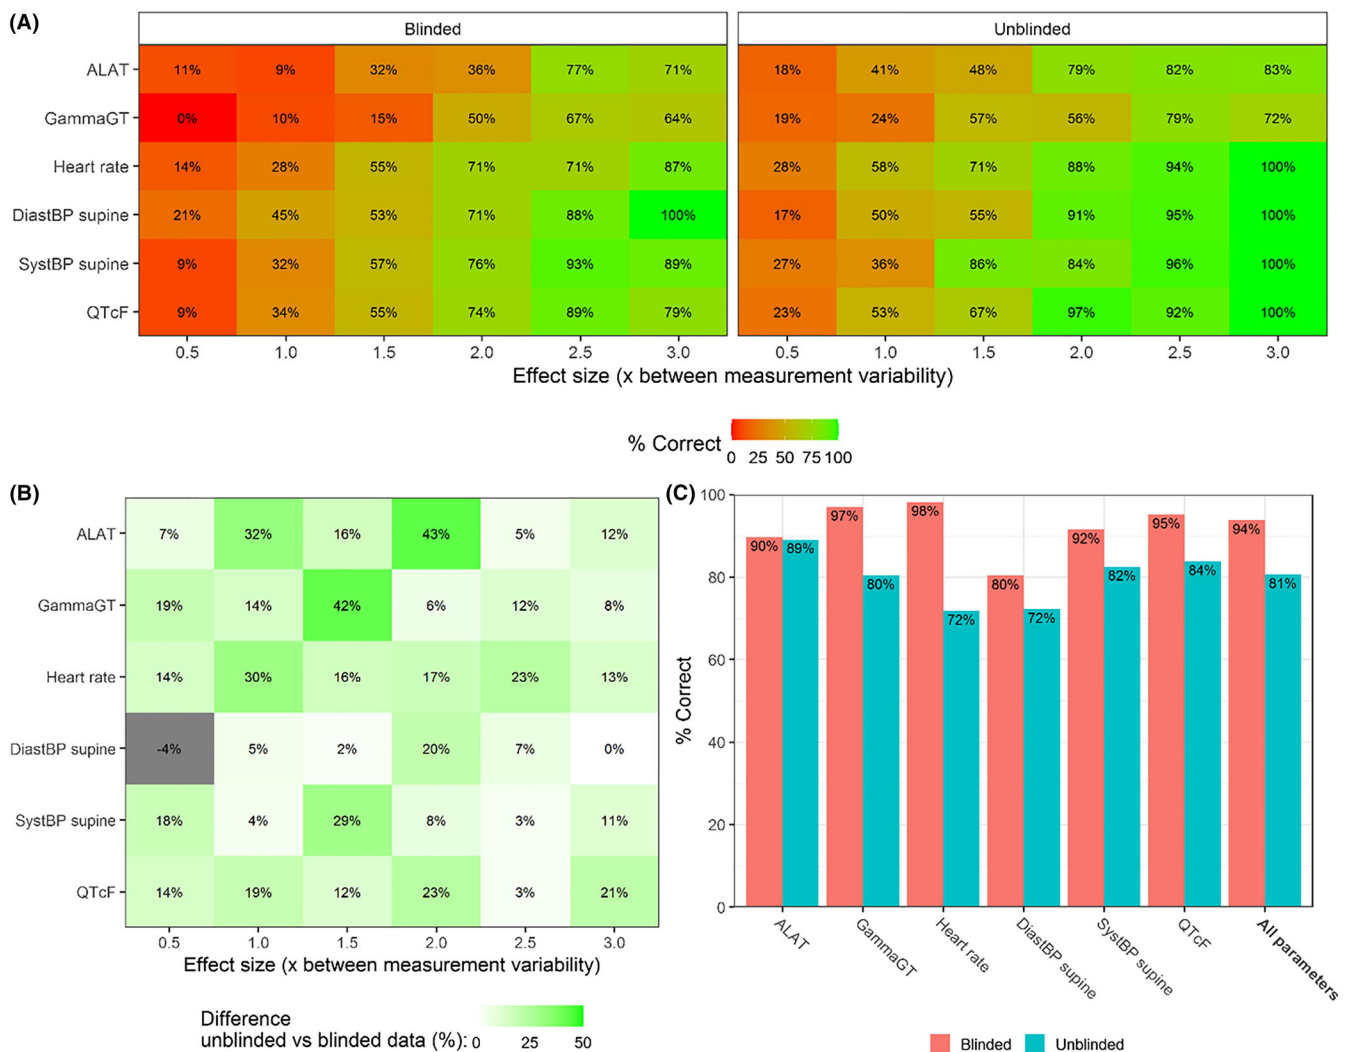 (A)
Blinded Unblinded
ALAT 11% 9% 32% 36% 77% 71% 18% 41% 48% 79% 82% 83%
GammaGT 0% 10% 15% 50% 67% 64% 19% 24% 57% 56% 79% 72%
Heart rate 14% 28% 55% 71% 71% 87% 28% 58% 71% 88% 94% 100%
DiastBP supine 21% 45% 53% 71% 88% 100% 17% 50% 55% 91% 95% 100%
SystBP supine 9% 32% 57% 76% 93% 89% 27% 36% 86% 84% 96% 100%
QTcF 9% 34% 55% 74% 89% 79% 23% 53% 67% 97% 92% 100%
0.5 1.0 1.5 2.0 2.5 3.0 0.5 1.0 1.5 2.0 2.5 3.0
Effect size (x between measurement variability)
% Correct
0 25 50 75 100
(B)
ALAT 7% 32% 16% 43% 5% 12%
GammaGT 19% 14% 42% 6% 12% 8%
Heart rate 14% 30% 16% 17% 23% 13%
DiastBP supine -4% 5% 2% 20% 7% 0%
SystBP supine 18% 4% 29% 8% 3% 11%
QTcF 14% 19% 12% 23% 3% 21%
0.5 1.0 1.5 2.0 2.5 3.0
Effect size (x between measurement variability)
Difference
unblinded vs blinded data (%): 0 25 50
(C)
% Correct
100
80
60
40
20
0
90% 89% 97% 80% 98% 72% 80% 72% 92% 82% 95% 84% 94% 81%
ALAT
GammaGT
Heart rate
DiastBP supine
SystBP supine
QTcF
All parameters
Blinded Unblinded